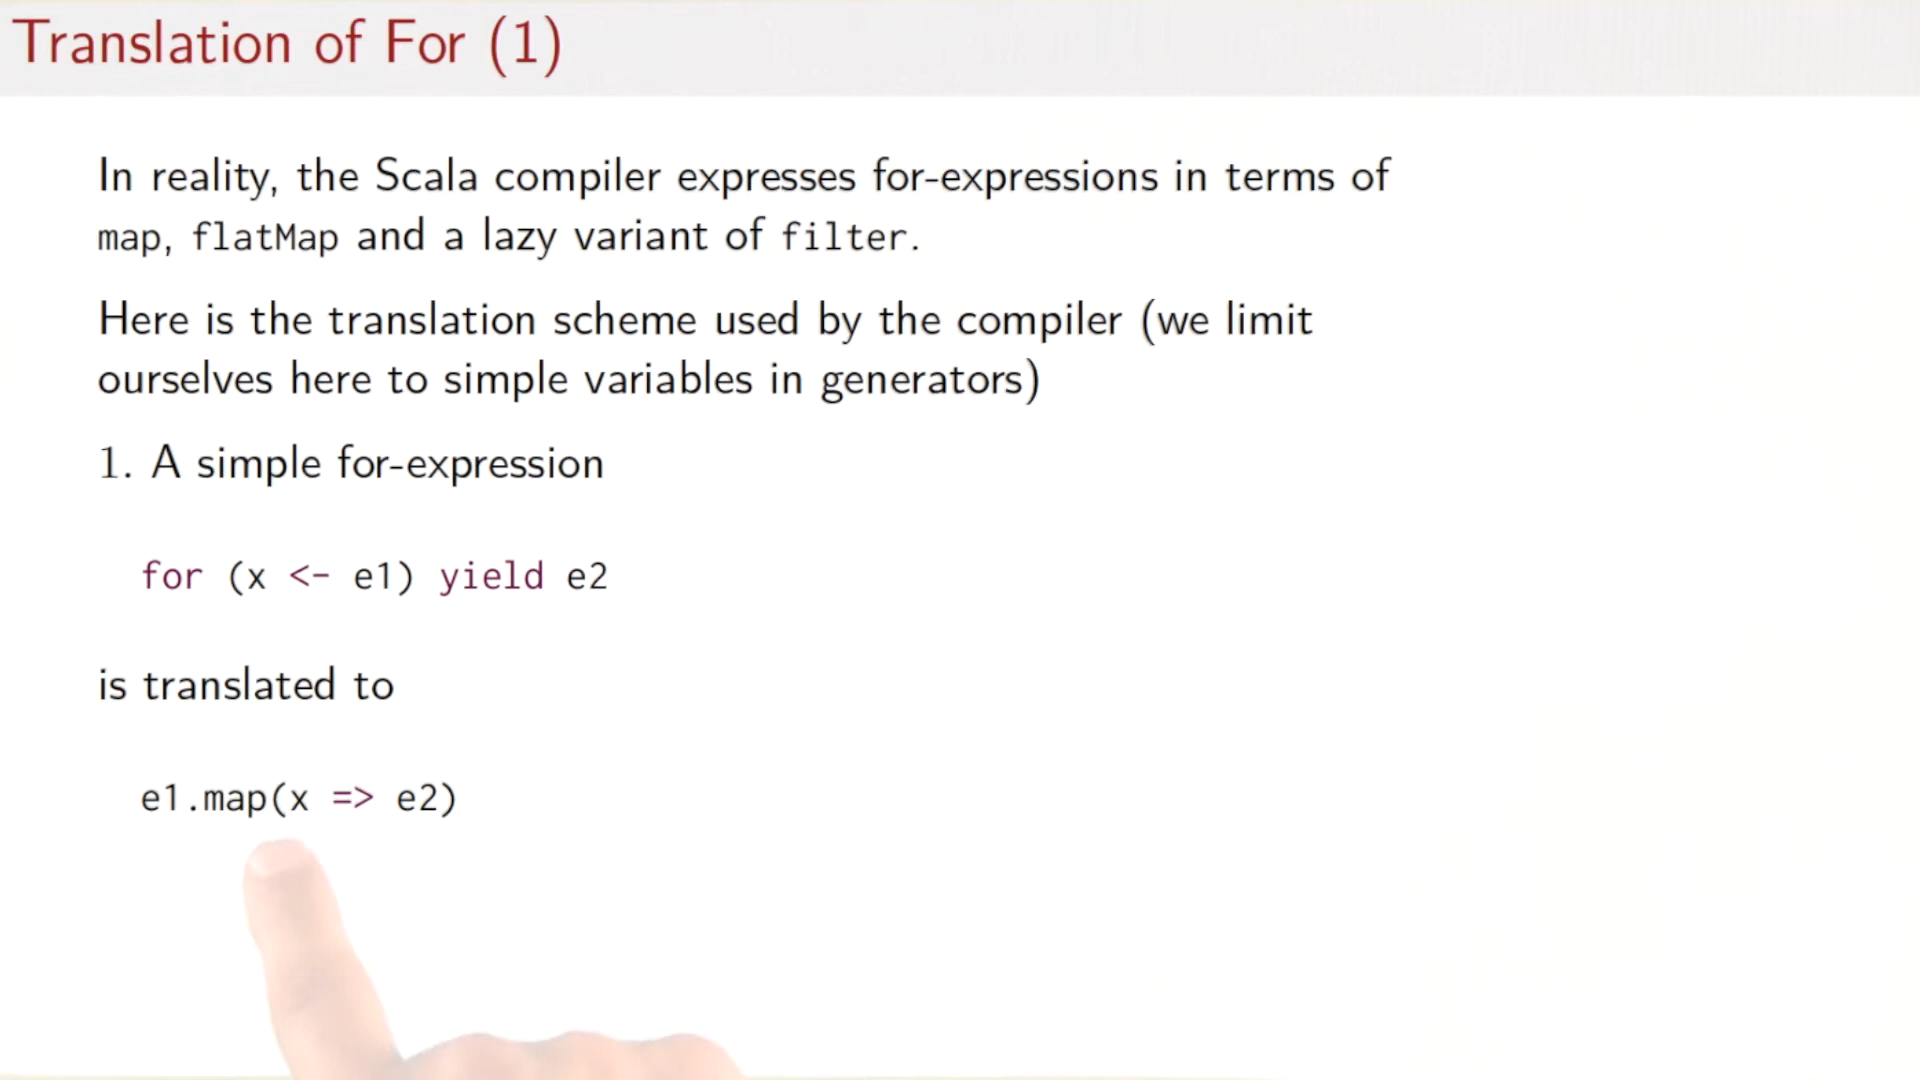 Translation of For (1)
In reality, the Scala compiler expresses for-expressions in terms of
map, flatMap and a lazy variant of filter.
Here is the translation scheme used by the compiler (we limit
ourselves here to simple variables in generators)
1. A simple for-expression
for (x <- e1) yield e2
is translated to
e1.map(x => e2)